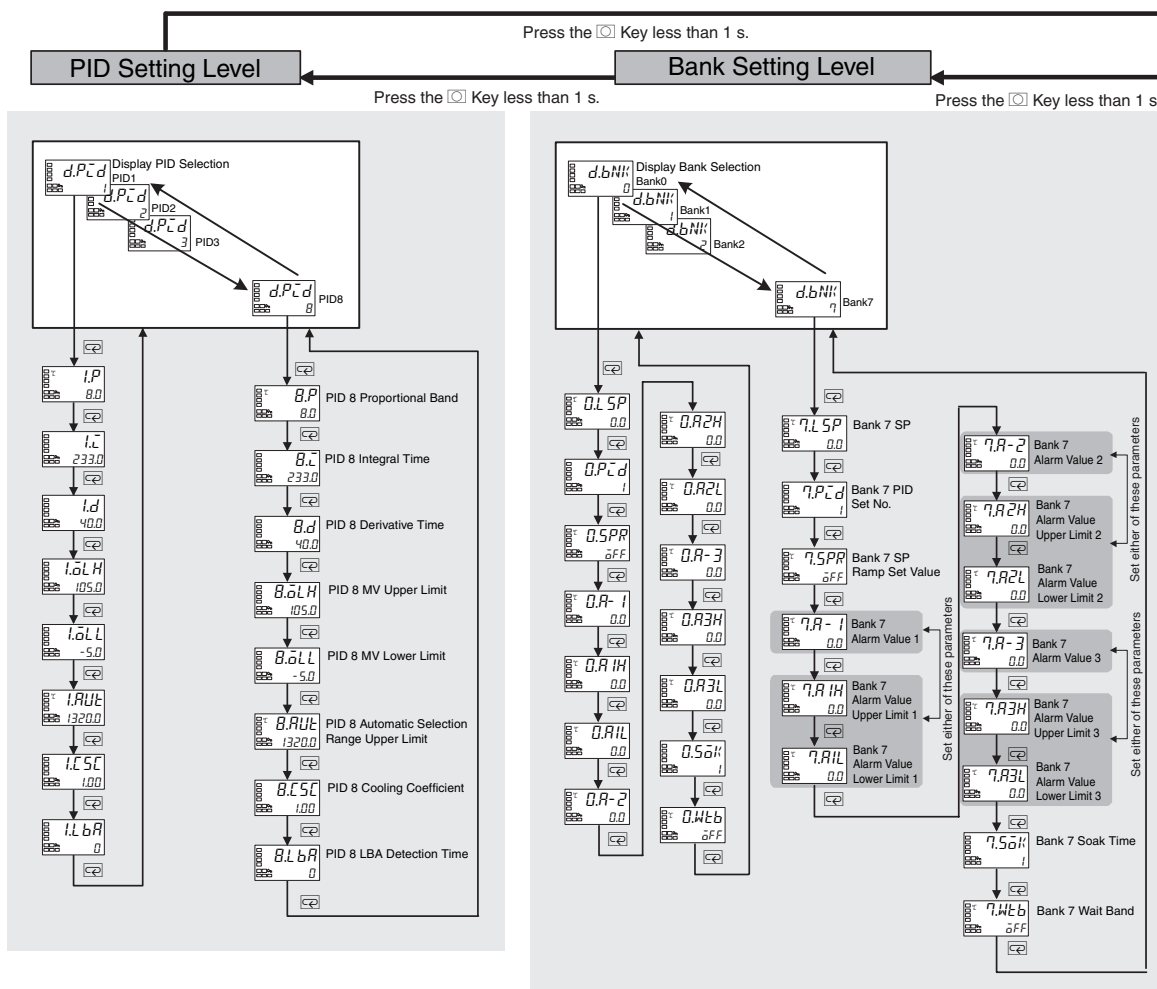 Press the Key less than 1 s.
PID Setting Level
Bank Setting Level
Press the Key less than 1 s.
Press the Key less than 1 s
d.PID
1
Display PID Selection
PID1
d.PID
2
PID2
d.PID
3
PID3
d.PID
8
PID8
1.P
8.0
1.I
233.0
1.d
40.0
1.oLH
105.0
1.oLL
-5.0
1.AUt
1320.0
1.CSC
1.00
1.LbA
0
8.P
8.0
PID 8 Proportional Band
8.I
233.0
PID 8 Integral Time
8.d
40.0
PID 8 Derivative Time
8.oLH
105.0
PID 8 MV Upper Limit
8.oLL
-5.0
PID 8 MV Lower Limit
8.AUt
1320.0
PID 8 Automatic Selection
Range Upper Limit
8.CSC
1.00
PID 8 Cooling Coefficient
8.LbA
0
PID 8 LBA Detection Time
d.bNK
0
Display Bank Selection
Bank0
d.bNK
1
Bank1
d.bNK
2
Bank2
d.bNK
7
Bank7
0.LSP
0.0
0.PID
1
0.SPR
oFF
0.A-1
0.0
0.A1H
0.0
0.A1L
0.0
0.A-2
0.0
0.A2H
0.0
0.A2L
0.0
0.A-3
0.0
0.A3H
0.0
0.A3L
0.0
0.SoK
1
0.Wtb
oFF
7.LSP
0.0
Bank 7 SP
7.PID
1
Bank 7 PID
Set No.
7.SPR
oFF
Bank 7 SP
Ramp Set Value
7.A-1
0.0
Bank 7
Alarm Value 1
7.A1H
0.0
Bank 7
Alarm Value
Upper Limit 1
7.A1L
0.0
Bank 7
Alarm Value
Lower Limit 1
Set either of these parameters
7.A-2
0.0
Bank 7
Alarm Value 2
7.A2H
0.0
Bank 7
Alarm Value
Upper Limit 2
7.A2L
0.0
Bank 7
Alarm Value
Lower Limit 2
Set either of these parameters
7.A-3
0.0
Bank 7
Alarm Value 3
7.A3H
0.0
Bank 7
Alarm Value
Upper Limit 3
7.A3L
0.0
Bank 7
Alarm Value
Lower Limit 3
Set either of these parameters
7.SoK
1
Bank 7 Soak Time
7.Wtb
oFF
Bank 7 Wait Band